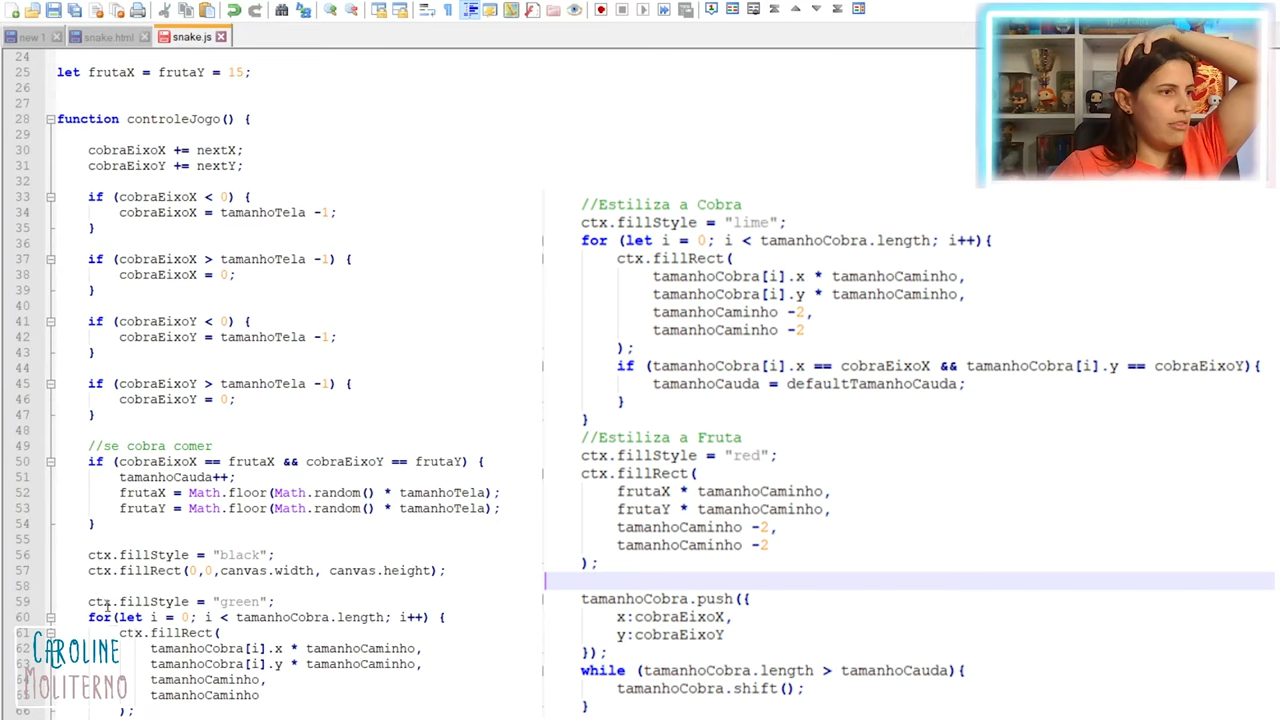 new 1
snake.html
snake.js
24
25 let frutaX = frutaY = 15;
26
27
28 function controleJogo() {
29
30 cobraEixoX += nextX;
31 cobraEixoY += nextY;
32
33 if (cobraEixoX < 0) {
34 cobraEixoX = tamanhoTela -1;
35 }
36
37 if (cobraEixoX > tamanhoTela -1) {
38 cobraEixoX = 0;
39 }
40
41 if (cobraEixoY < 0) {
42 cobraEixoY = tamanhoTela -1;
43 }
44
45 if (cobraEixoY > tamanhoTela -1) {
46 cobraEixoY = 0;
47 }
48
49 //se cobra comer
50 if (cobraEixoX == frutaX && cobraEixoY == frutaY) {
51 tamanhoCauda++;
52 frutaX = Math.floor(Math.random() * tamanhoTela);
53 frutaY = Math.floor(Math.random() * tamanhoTela);
54 }
55
56 ctx.fillStyle = "black";
57 ctx.fillRect(0,0,canvas.width, canvas.height);
58
59 ctx.fillStyle = "green";
60 for(let i = 0; i < tamanhoCobra.length; i++) {
61 ctx.fillRect(
62 tamanhoCobra[i].x * tamanhoCaminho,
tamanhoCobra[i].y * tamanhoCaminho,
tamanhoCaminho,
tamanhoCaminho
);
CAROLINE
MOLITERNO
//Estiliza a Cobra
ctx.fillStyle = "lime";
for (let i = 0; i < tamanhoCobra.length; i++){
ctx.fillRect(
tamanhoCobra[i].x * tamanhoCaminho,
tamanhoCobra[i].y * tamanhoCaminho,
tamanhoCaminho -2,
tamanhoCaminho -2
);
if (tamanhoCobra[i].x == cobraEixoX && tamanhoCobra[i].y == cobraEixoY){
tamanhoCauda = defaultTamanhoCauda;
}
}
//Estiliza a Fruta
ctx.fillStyle = "red";
ctx.fillRect(
frutaX * tamanhoCaminho,
frutaY * tamanhoCaminho,
tamanhoCaminho -2,
tamanhoCaminho -2
);
tamanhoCobra.push({
x:cobraEixoX,
y:cobraEixoY
});
while (tamanhoCobra.length > tamanhoCauda){
tamanhoCobra.shift();
}